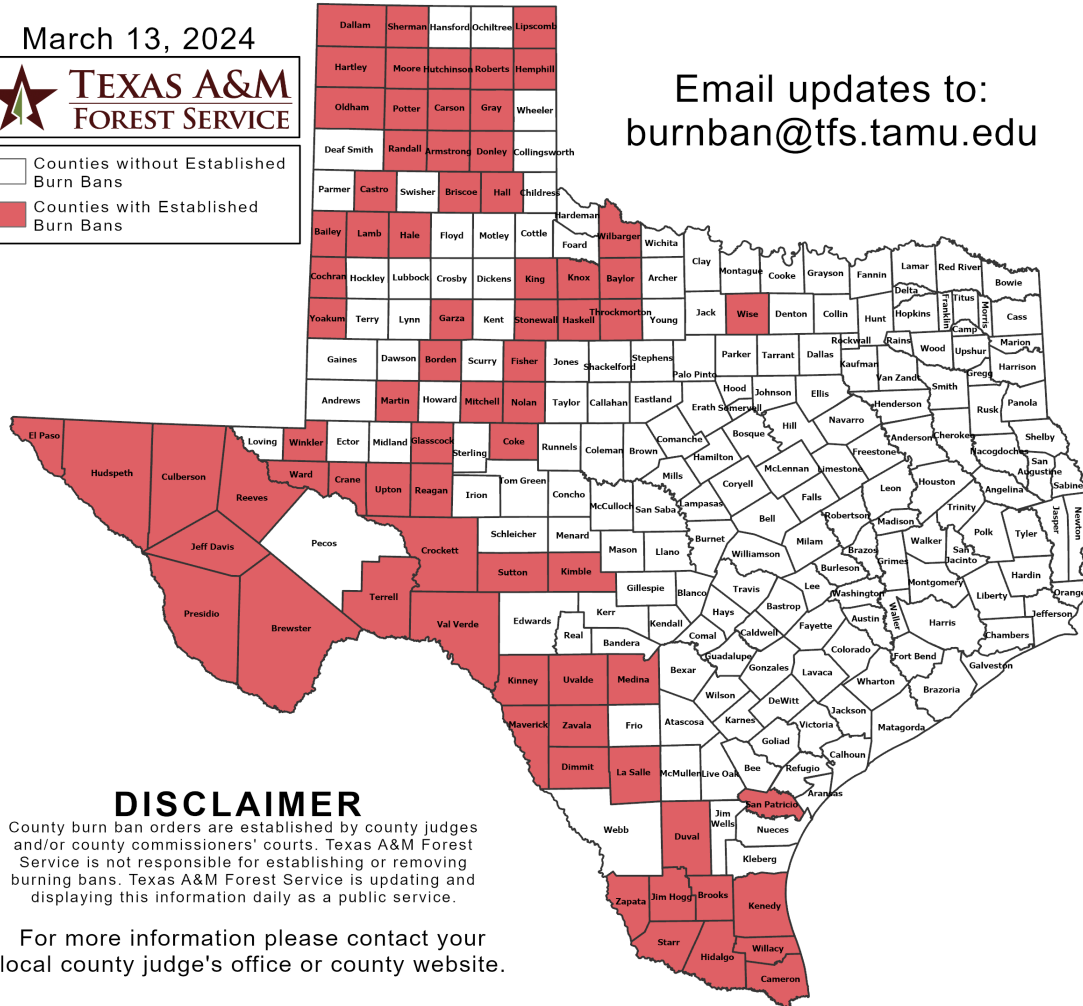 March 13, 2024
TEXAS A&M
FOREST SERVICE
Counties without Established
Burn Bans
Counties with Established
Burn Bans
Email updates to:
burnban@tfs.tamu.edu
Dallam Sherman Hansford Ochiltree Lipscomb
Hartley Moore Hutchinson Roberts Hemphill
Oldham Potter Carson Gray Wheeler
Deaf Smith Randall Armstrong Donley Collingsworth
Parmer Castro Swisher Briscoe Hall Childress
Hardeman
Bailey Lamb Hale Floyd Motley Cottle Foard Wilbarger Wichita
Clay Montague Cooke Grayson Fannin Lamar Red River Bowie
Cochran Hockley Lubbock Crosby Dickens King Knox Baylor Archer
Delta Franklin Titus Morris Cass
Yoakum Terry Lynn Garza Kent Stonewall Haskell Throckmorton Young Jack Wise Denton Collin Hunt Hopkins Camp
Rockwall Rains Wood Upshur Marion
Gaines Dawson Borden Scurry Fisher Jones Shackelford Stephens Palo Pinto Parker Tarrant Dallas Kaufman Van Zandt Gregg Harrison
Andrews Martin Howard Mitchell Nolan Taylor Callahan Eastland Erath Hood Somervell Johnson Ellis Henderson Smith Rusk Panola
El Paso Hudspeth Culberson Reeves Loving Winkler Ector Midland Glasscock Sterling Coke Runnels Coleman Brown Comanche Hamilton Bosque Hill Navarro Freestone Anderson Cherokee Nacogdoches Shelby
San
Augustine
Sabine
Ward Crane Upton Reagan Irion Tom Green Concho McCulloch San Saba Mills Lampasas Coryell McLennan Limestone Falls Leon Houston Angelina Trinity
Jeff Davis Pecos Crockett Schleicher Menard Mason Llano Burnet Bell Milam Robertson Madison Brazos Grimes Walker
San
Jacinto
Polk Tyler Jasper Newton
Presidio Brewster Terrell Val Verde Sutton Kimble Gillespie Blanco Williamson Travis Burleson Lee Washington Montgomery Liberty Hardin Orange Jefferson
Edwards Real Kerr Kendall Bandera Comal Hays Caldwell Bastrop Fayette Austin Waller Harris Chambers
Kinney Uvalde Medina Bexar Guadalupe Gonzales Lavaca Colorado Wharton Fort Bend Brazoria Galveston
Maverick Zavala Frio Atascosa Wilson Karnes DeWitt Victoria Jackson Matagorda
Dimmit La Salle McMullen Live Oak Bee Goliad Refugio Calhoun Aransas
Webb Duval
Jim
Wells
San Patricio
Nueces
Kleberg
Zapata Jim Hogg Brooks Kenedy
Starr Hidalgo Willacy
Cameron
DISCLAIMER
County burn ban orders are established by county judges
and/or county commissioners' courts. Texas A&M Forest
Service is not responsible for establishing or removing
burning bans. Texas A&M Forest Service is updating and
displaying this information daily as a public service.
For more information please contact your
local county judge's office or county website.